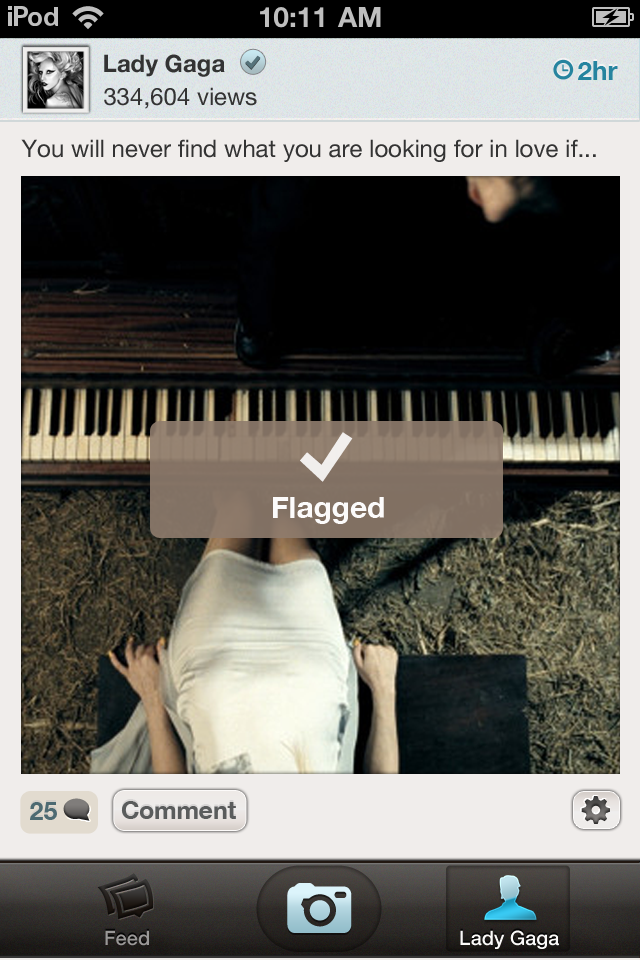 iPod 10:11 AM
Lady Gaga 2hr
334,604 views
You will never find what you are looking for in love if...
Flagged
25 Comment
Feed Lady Gaga